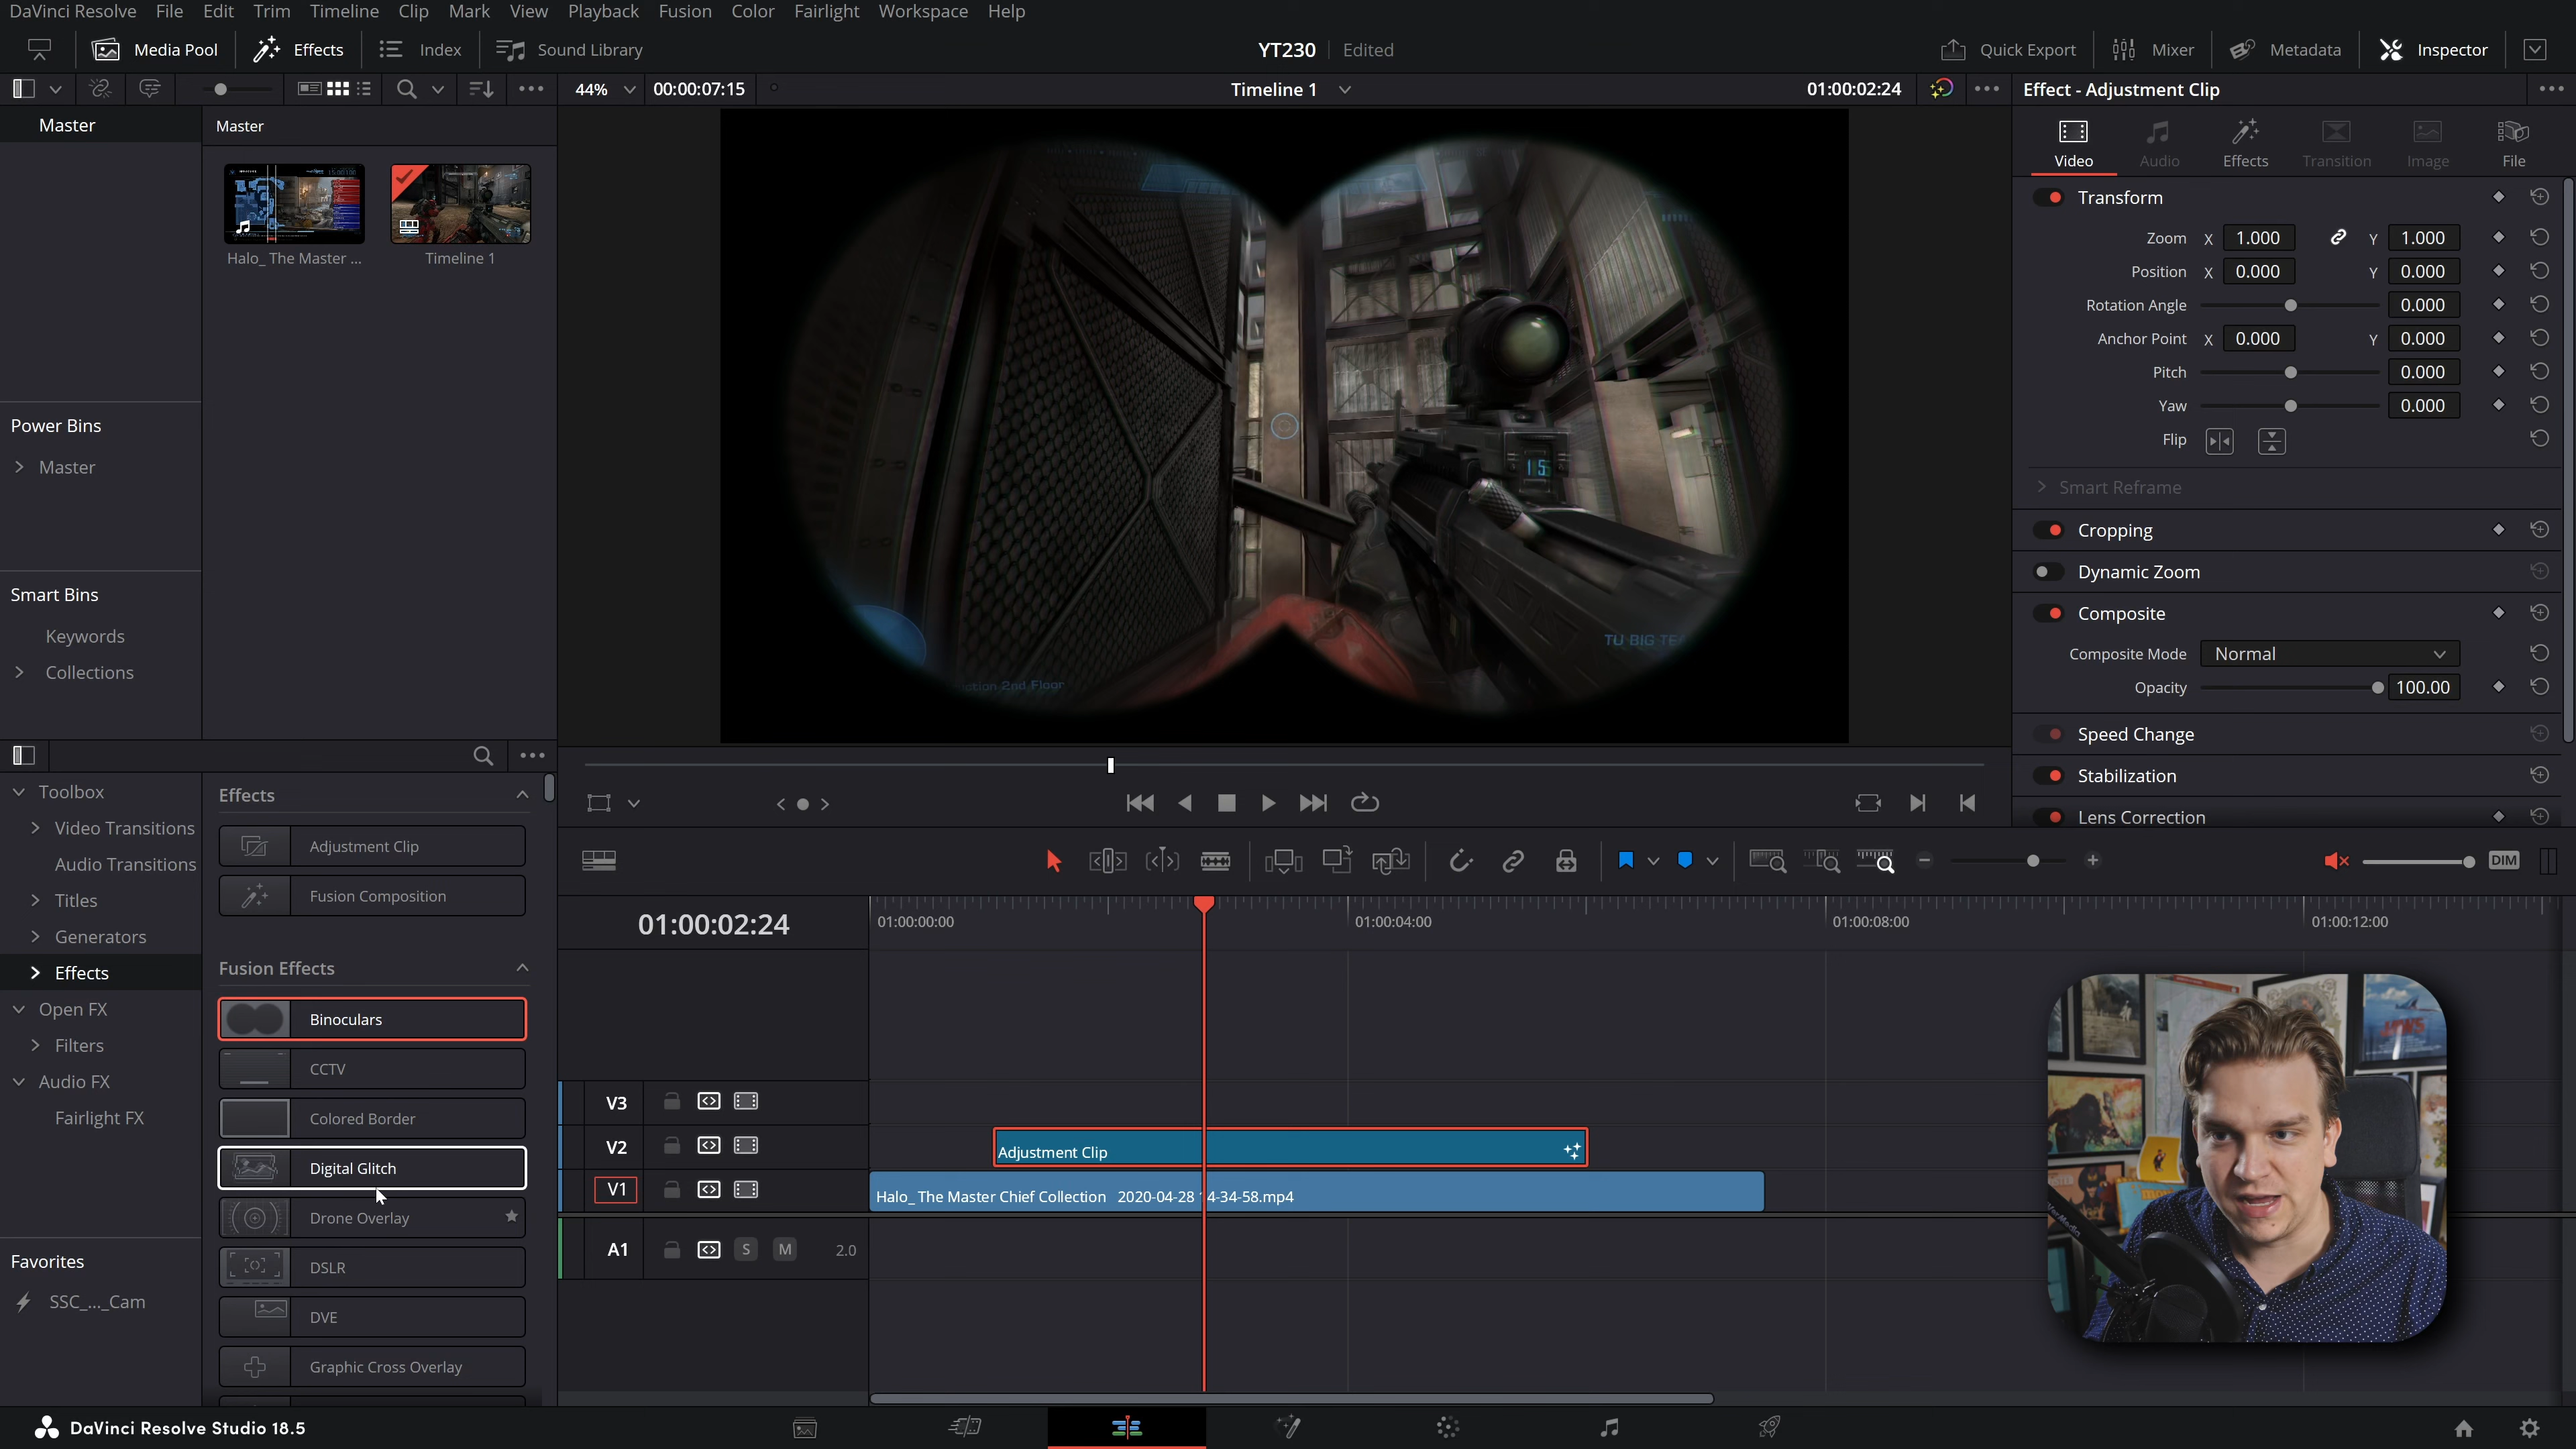 DaVinci Resolve File Edit Trim Timeline Clip Mark View Playback Fusion Color Fairlight Workspace Help
Media Pool Effects Index Sound Library YT230 Edited Quick Export Mixer Metadata Inspector
44% 00:00:07:15 Timeline 1 01:00:02:24 Effect - Adjustment Clip
Master
Master
Halo_ The Master ...
Timeline 1
Power Bins
Master
Smart Bins
Keywords
Collections
15
TU BIG TEA
ction 2nd Floor
Video Audio Effects Transition Image File
Transform
Zoom X 1.000 Y 1.000
Position X 0.000 Y 0.000
Rotation Angle 0.000
Anchor Point X 0.000 Y 0.000
Pitch 0.000
Yaw 0.000
Flip
Smart Reframe
Cropping
Dynamic Zoom
Composite
Composite Mode Normal
Opacity 100.00
Speed Change
Stabilization
Lens Correction
Toolbox
Video Transitions
Audio Transitions
Titles
Generators
Effects
Open FX
Filters
Audio FX
Fairlight FX
Favorites
SSC_..._Cam
Effects
Adjustment Clip
Fusion Composition
Fusion Effects
Binoculars
CCTV
Colored Border
Digital Glitch
Drone Overlay
DSLR
DVE
Graphic Cross Overlay
DIM
01:00:02:24
01:00:00:00 01:00:04:00 01:00:08:00 01:00:12:00
V3
V2 Adjustment Clip
V1 Halo_ The Master Chief Collection 2020-04-28 14-34-58.mp4
A1 S M 2.0
JAWS
DaVinci Resolve Studio 18.5